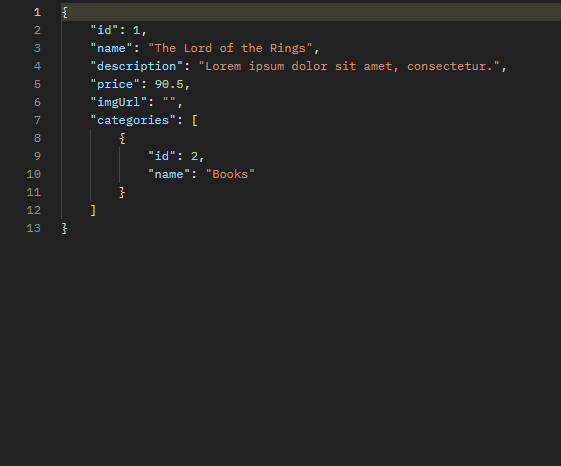 1 {
2     "id": 1,
3     "name": "The Lord of the Rings",
4     "description": "Lorem ipsum dolor sit amet, consectetur.",
5     "price": 90.5,
6     "imgUrl": "",
7     "categories": [
8         {
9             "id": 2,
10             "name": "Books"
11         }
12     ]
13 }